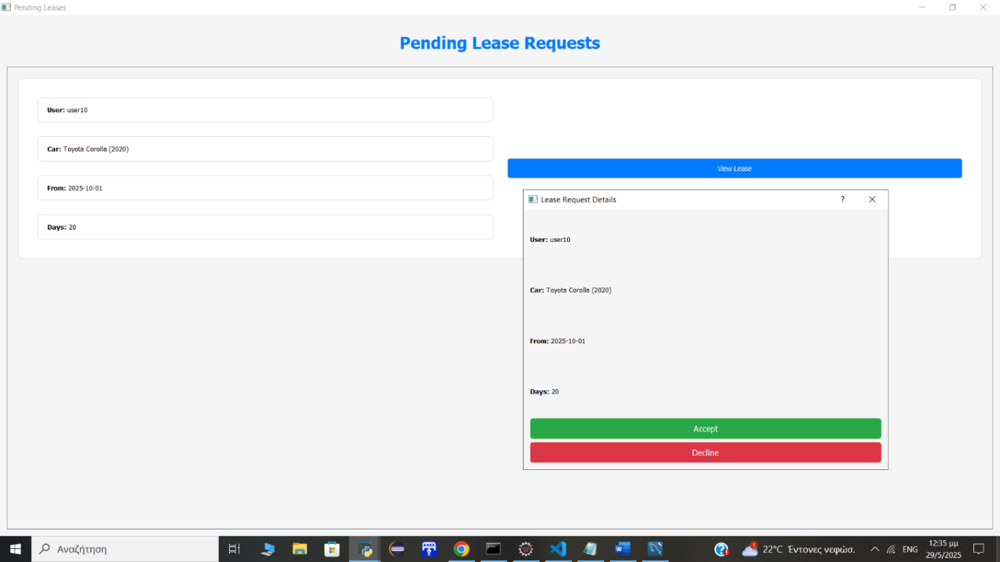 Pending Leases
Pending Lease Requests
User: user10
Car: Toyota Corolla (2020)
From: 2025-10-01
Days: 20
View Lease
Lease Request Details
?
User: user10
Car: Toyota Corolla (2020)
From: 2025-10-01
Days: 20
Accept
Decline
Αναζήτηση
22°C Έντονες νεφώσ.
ENG
12:35 μμ
29/5/2025